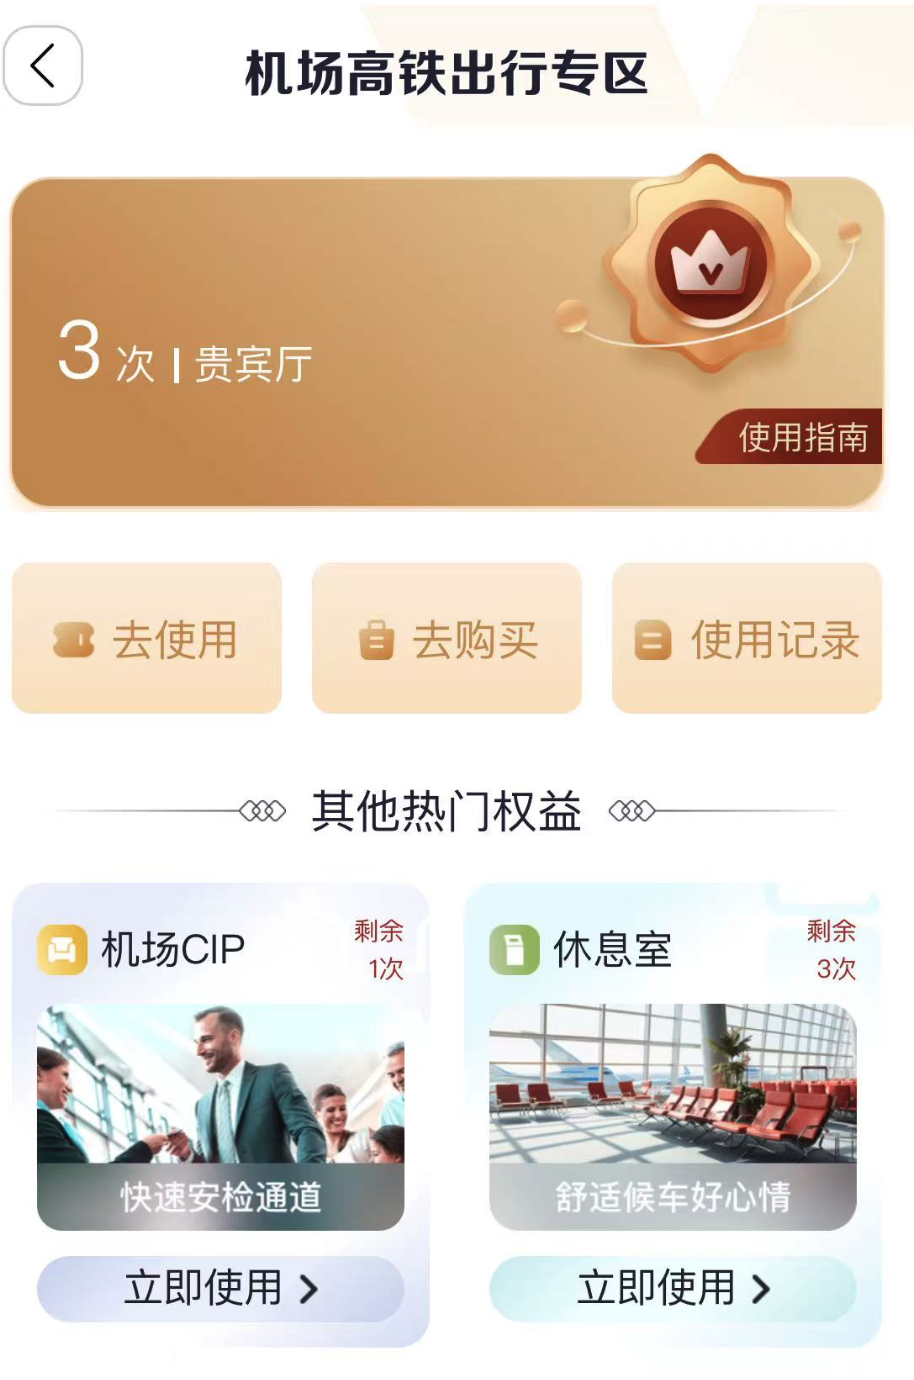 机场高铁出行专区
3次 | 贵宾厅
使用指南
去使用
去购买
使用记录
其他热门权益
机场CIP
剩余
1次
快速安检通道
立即使用
休息室
剩余
3次
舒适候车好心情
立即使用